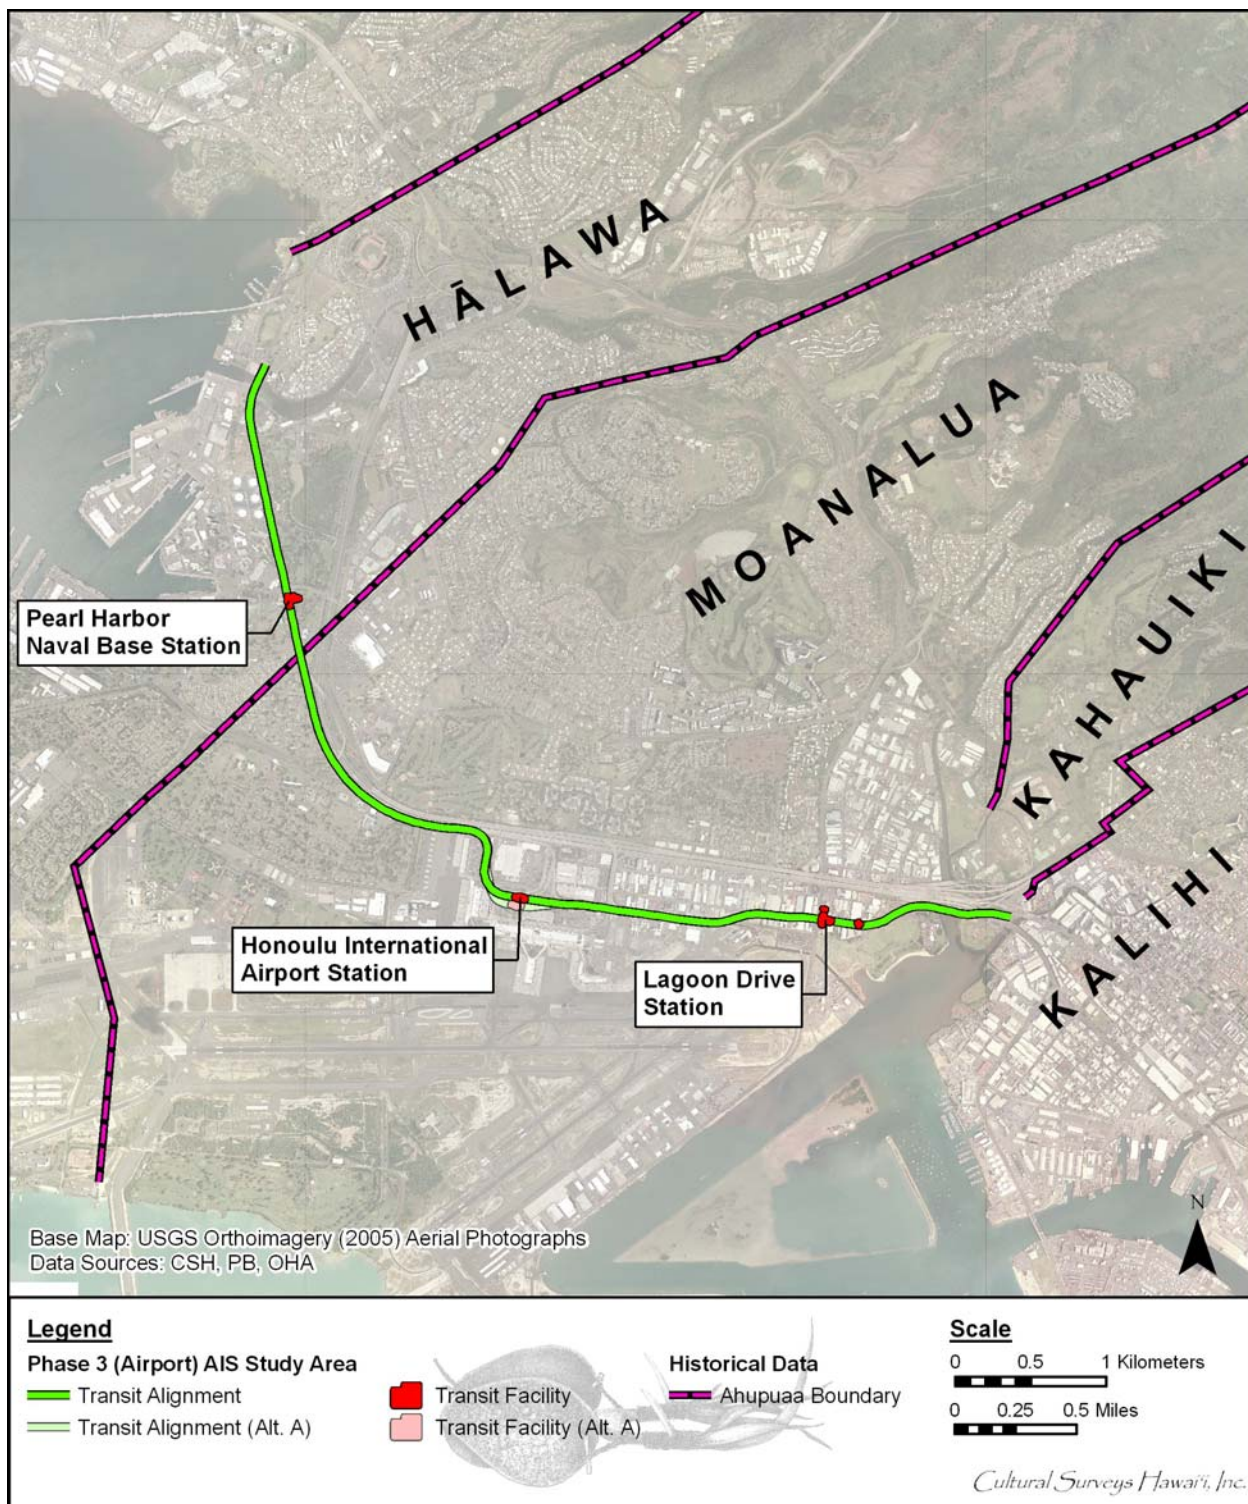 HĀLAWA
MOANALUA
KAHAUIKI
KALIHI
Pearl Harbor
Naval Base Station
Honoulu International
Airport Station
Lagoon Drive
Station
N
Base Map: USGS Orthoimagery (2005) Aerial Photographs
Data Sources: CSH, PB, OHA
Legend
Phase 3 (Airport) AIS Study Area
Transit Alignment
Transit Alignment (Alt. A)
Transit Facility
Transit Facility (Alt. A)
Historical Data
Ahupuaa Boundary
Scale
0 0.5 1 Kilometers
0 0.25 0.5 Miles
Cultural Surveys Hawai'i, Inc.